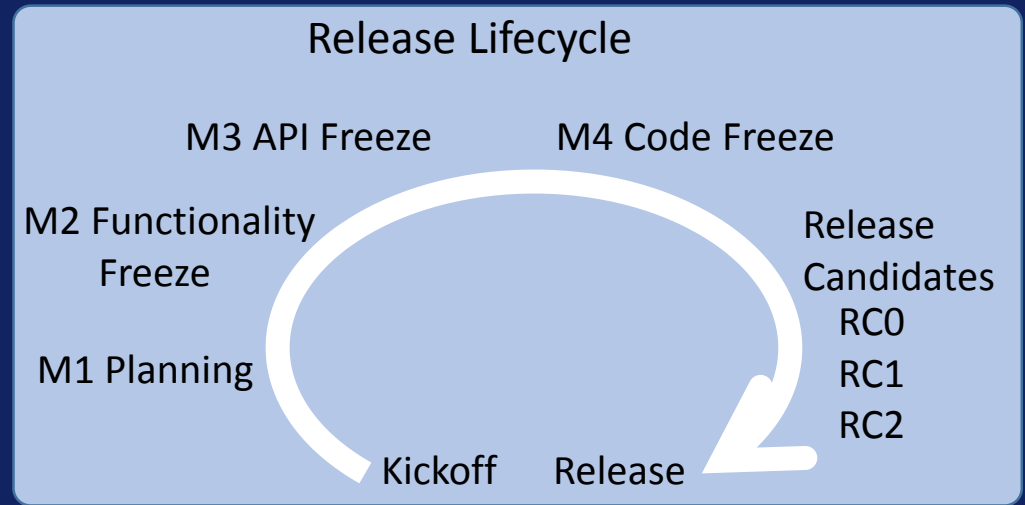 Release Lifecycle
M3 API Freeze
M4 Code Freeze
M2 Functionality
Freeze
Release
Candidates
RC0
RC1
RC2
M1 Planning
Kickoff
Release